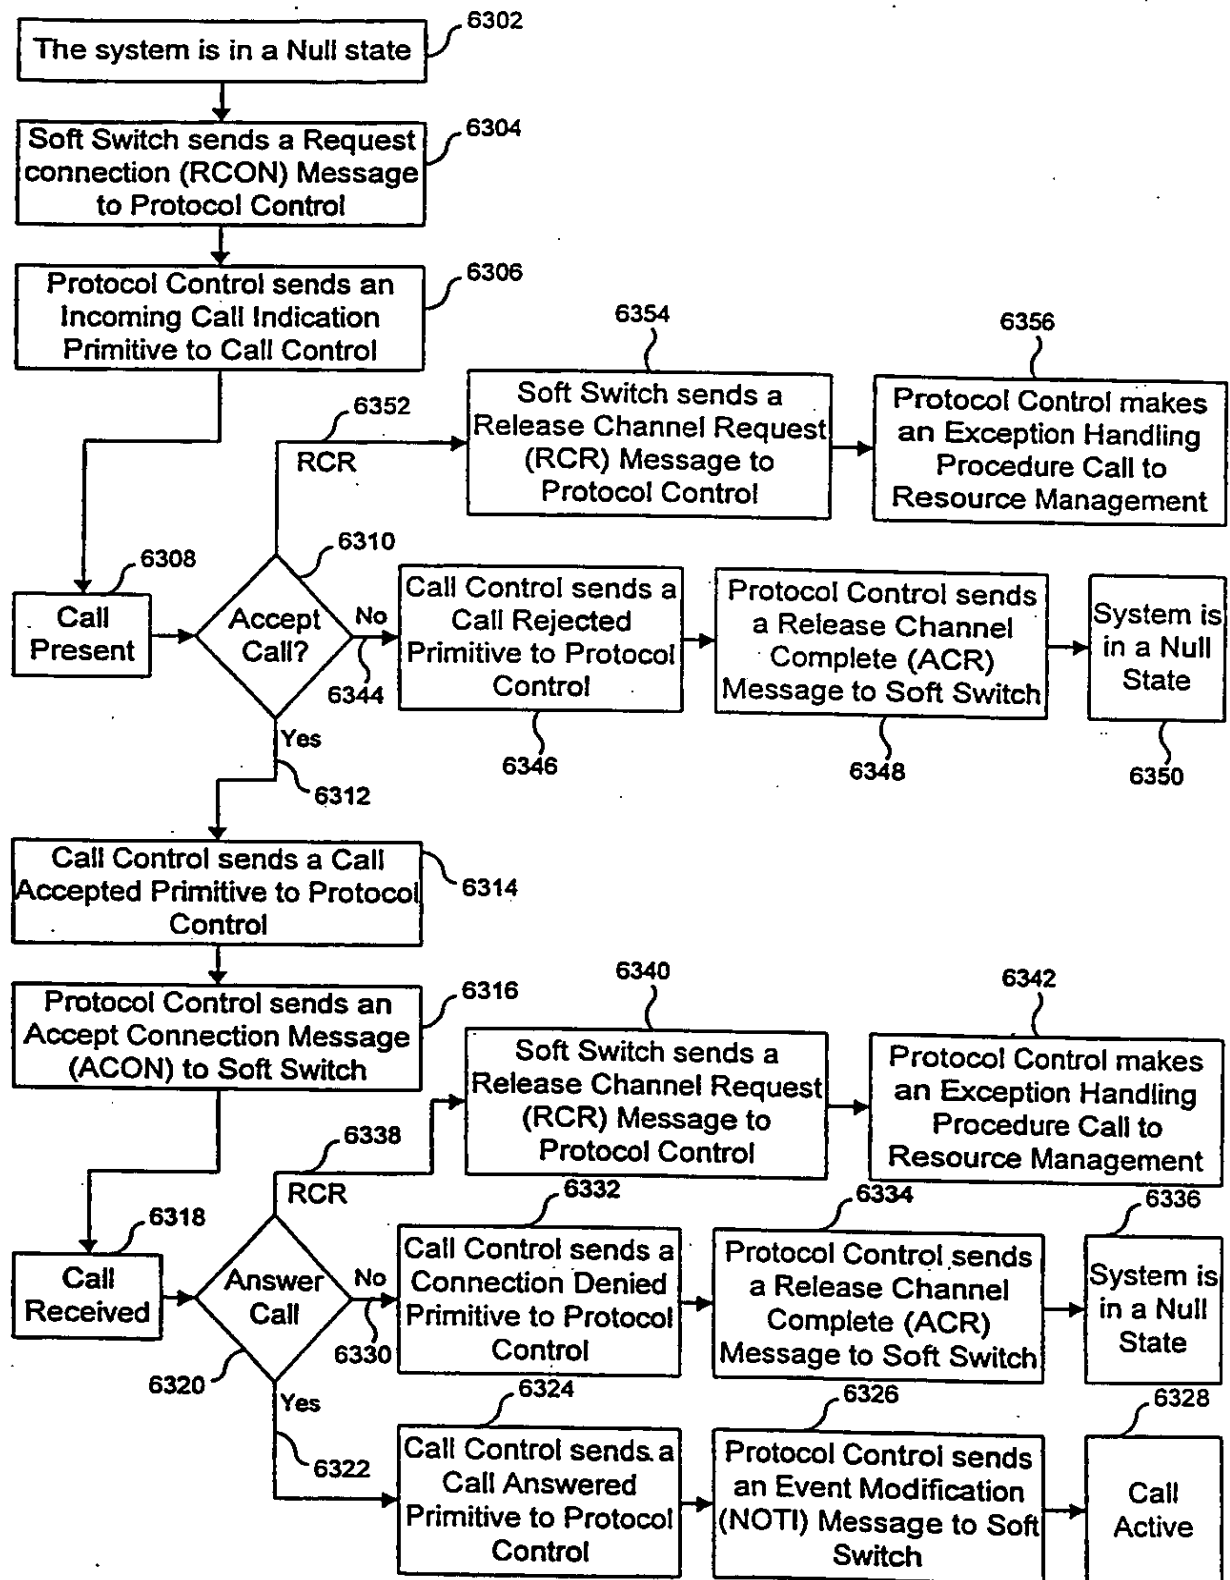 6302
The system is in a Null state
6304
Soft Switch sends a Request
connection (RCON) Message
to Protocol Control
6306
Protocol Control sends an
Incoming Call Indication
Primitive to Call Control
6354
Soft Switch sends a
Release Channel Request
(RCR) Message to
Protocol Control
6356
Protocol Control makes
an Exception Handling
Procedure Call to
Resource Management
6352
RCR
6308
Call
Present
6310
Accept
Call?
No
6344
Call Control sends a
Call Rejected
Primitive to Protocol
Control
6346
Protocol Control sends
a Release Channel
Complete (ACR)
Message to Soft Switch
6348
System is
in a Null
State
6350
Yes
6312
Call Control sends a Call
Accepted Primitive to Protocol
Control
6314
Protocol Control sends an
Accept Connection Message
(ACON) to Soft Switch
6316
6340
Soft Switch sends a
Release Channel Request
(RCR) Message to
Protocol Control
6342
Protocol Control makes
an Exception Handling
Procedure Call to
Resource Management
6338
RCR
6318
Call
Received
Answer
Call
6320
No
6330
6332
Call Control sends a
Connection Denied
Primitive to Protocol
Control
6334
Protocol Control sends
a Release Channel
Complete (ACR)
Message to Soft Switch
6336
System is
in a Null
State
Yes
6322
6324
Call Control sends a
Call Answered
Primitive to Protocol
Control
6326
Protocol Control sends
an Event Modification
(NOTI) Message to Soft
Switch
6328
Call
Active